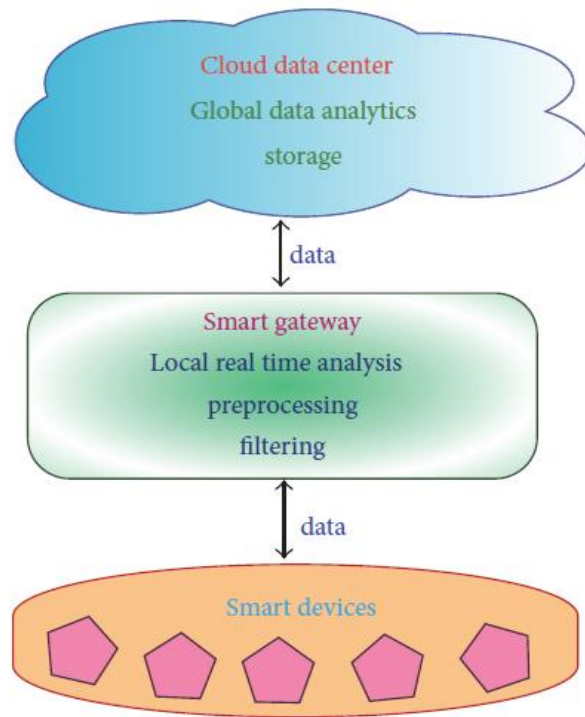 Cloud data center
Global data analytics
storage
data
Smart gateway
Local real time analysis
preprocessing
filtering
data
Smart devices